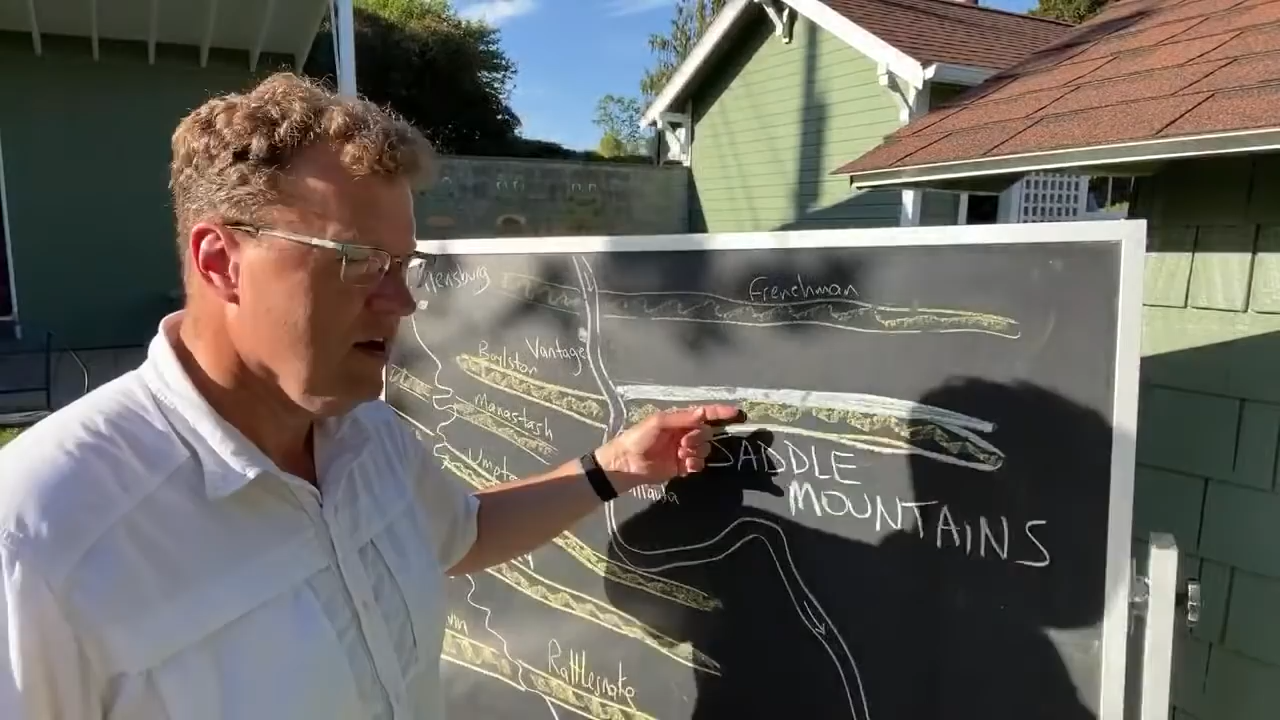 Frenchman
Vantage
Boylston
Manastash
SADDLE
MOUNTAINS
Rattlesnake